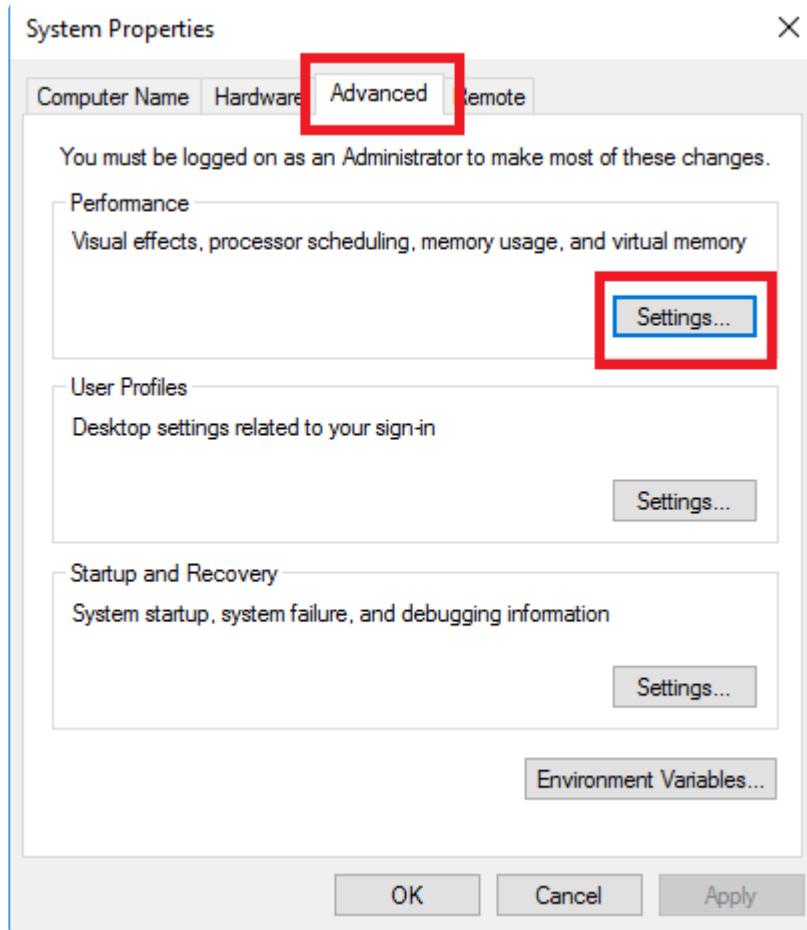 System Properties
Computer Name Hardware Advanced Remote
You must be logged on as an Administrator to make most of these changes.
Performance
Visual effects, processor scheduling, memory usage, and virtual memory
Settings...
User Profiles
Desktop settings related to your sign-in
Settings...
Startup and Recovery
System startup, system failure, and debugging information
Settings...
Environment Variables...
OK Cancel Apply